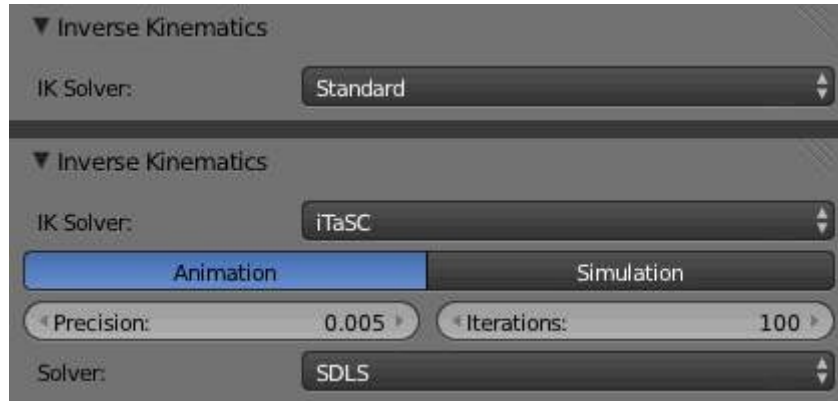 Inverse Kinematics
IK Solver: Standard
Inverse Kinematics
IK Solver: iTaSC
Animation Simulation
Precision: 0.005 Iterations: 100
Solver: SDLS